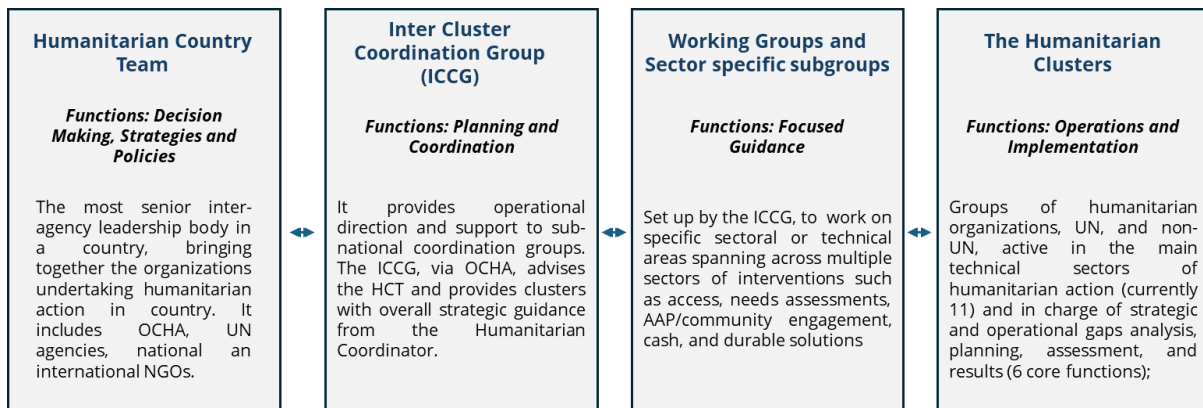 Humanitarian Country
Team
Functions: Decision
Making, Strategies and
Policies
The most senior inter-
agency leadership body in
a country, bringing
together the organizations
undertaking humanitarian
action in country. It
includes OCHA, UN
agencies, national an
international NGOs.
Inter Cluster
Coordination Group
(ICCG)
Functions: Planning and
Coordination
It provides operational
direction and support to sub-
national coordination groups.
The ICCG, via OCHA, advises
the HCT and provides clusters
with overall strategic guidance
from the Humanitarian
Coordinator.
Working Groups and
Sector specific subgroups
Functions: Focused
Guidance
Set up by the ICCG, to work on
specific sectoral or technical
areas spanning across multiple
sectors of interventions such
as access, needs assessments,
AAP/community engagement,
cash, and durable solutions
The Humanitarian
Clusters
Functions: Operations and
Implementation
Groups of humanitarian
organizations, UN, and non-
UN, active in the main
technical sectors of
humanitarian action (currently
11) and in charge of strategic
and operational gaps analysis,
planning, assessment, and
results (6 core functions);